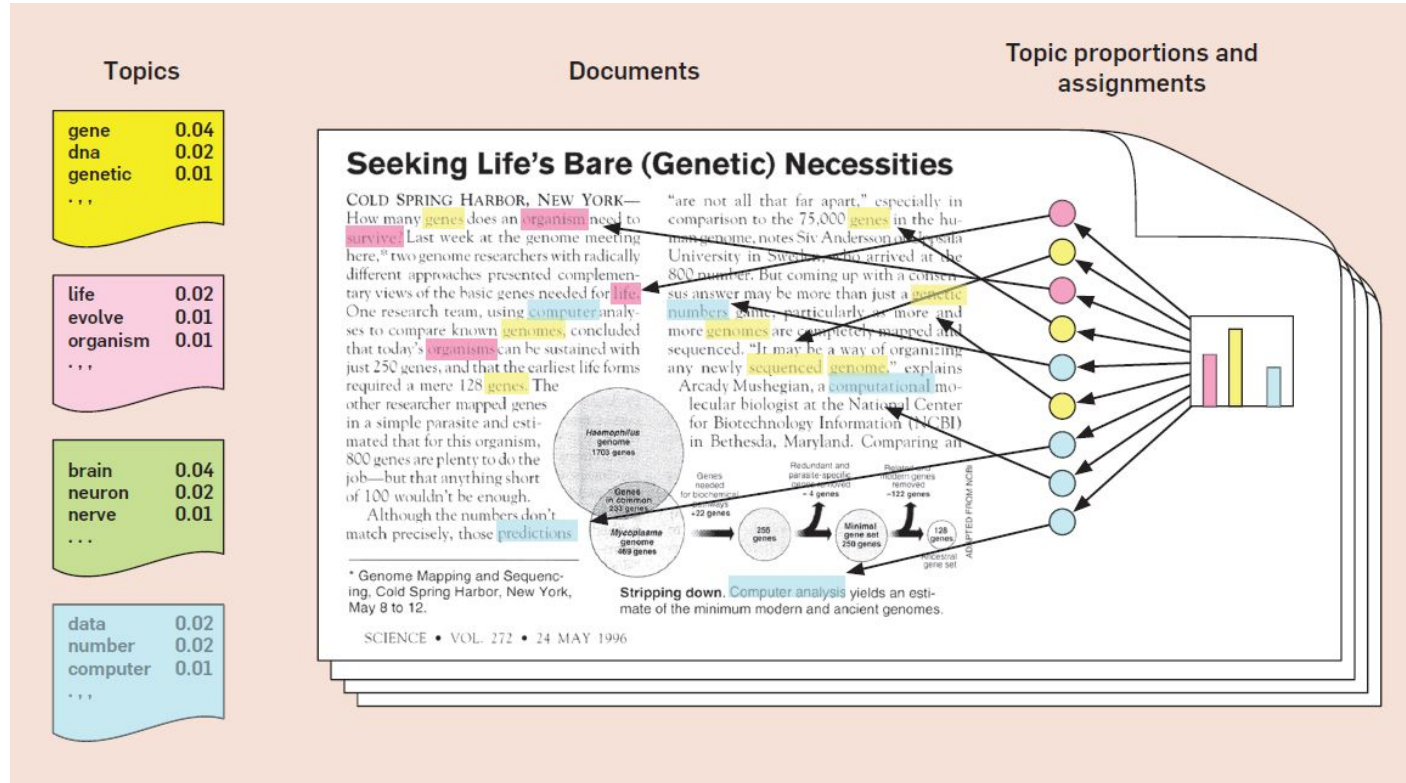 Topics
Documents
Topic proportions and
assignments
gene 0.04
dna 0.02
genetic 0.01
. , ,
life 0.02
evolve 0.01
organism 0.01
. , ,
brain 0.04
neuron 0.02
nerve 0.01
. . .
data 0.02
number 0.02
computer 0.01
. , ,
Seeking Life's Bare (Genetic) Necessities
COLD SPRING HARBOR, NEW YORK—
How many genes does an organism need to
survive? Last week at the genome meeting
here,* two genome researchers with radically
different approaches presented complemen-
tary views of the basic genes needed for life.
One research team, using computer analy-
ses to compare known genomes, concluded
that today's organisms can be sustained with
just 250 genes, and that the earliest life forms
required a mere 128 genes. The
other researcher mapped genes
in a simple parasite and esti-
mated that for this organism,
800 genes are plenty to do the
job—but that anything short
of 100 wouldn't be enough.
Although the numbers don't
match precisely, those predictions
* Genome Mapping and Sequenc-
ing, Cold Spring Harbor, New York,
May 8 to 12.
SCIENCE • VOL. 272 • 24 MAY 1996
"are not all that far apart," especially in
comparison to the 75,000 genes in the hu-
man genome, notes Siv Andersson of Uppsala
University in Sweden, who arrived at the
800 number. But coming up with a consen-
sus answer may be more than just a genetic
numbers game, particularly as more and
more genomes are completely mapped and
sequenced. "It may be a way of organizing
any newly sequenced genome," explains
Arcady Mushegian, a computational mo-
lecular biologist at the National Center
for Biotechnology Information (NCBI)
in Bethesda, Maryland. Comparing an
Haemophilus
genome
1703 genes
Genes
in common
233 genes
Mycoplasma
genome
469 genes
Genes
needed
for biochemical
pathways
+22 genes
255
genes
Redundant and
parasite-specific
genes removed
– 4 genes
Minimal
gene set
250 genes
Related and
modern genes
removed
–122 genes
128
genes
Ancestral
gene set
ADAPTED FROM NCBI
Stripping down. Computer analysis yields an esti-
mate of the minimum modern and ancient genomes.